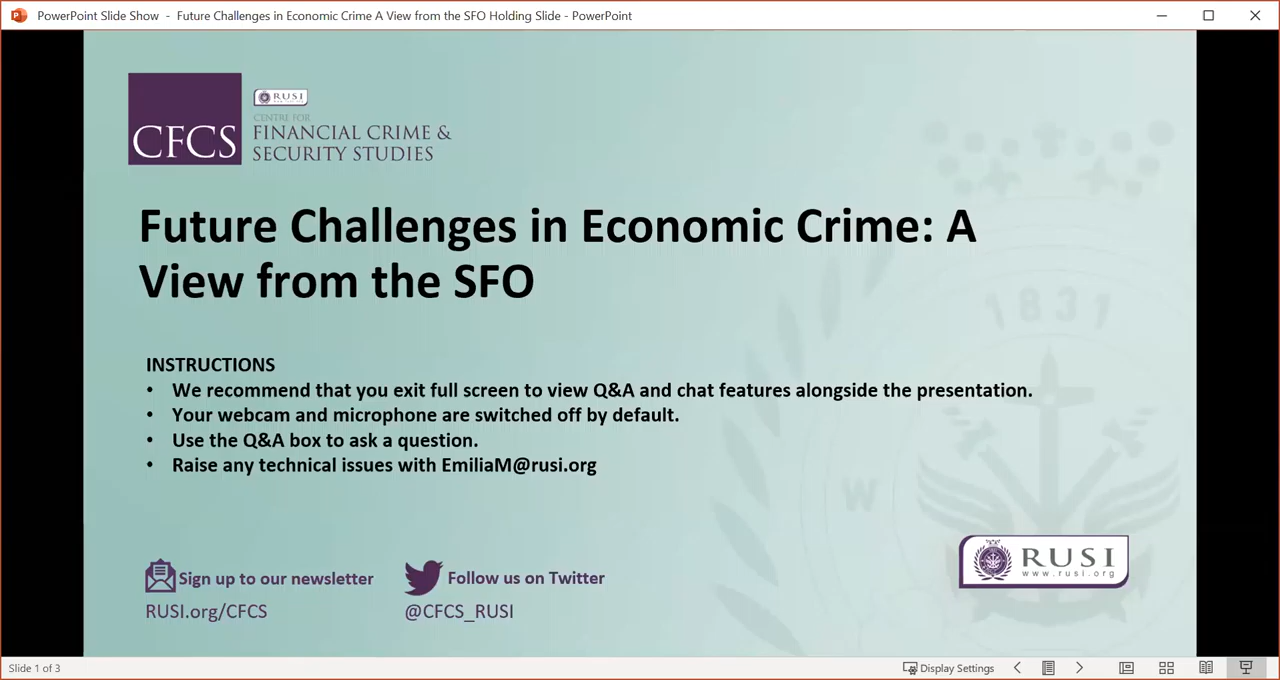 PowerPoint Slide Show - Future Challenges in Economic Crime A View from the SFO Holding Slide - PowerPoint
CFCS
RUSI
CENTRE FOR
FINANCIAL CRIME &
SECURITY STUDIES
Future Challenges in Economic Crime: A
View from the SFO
1831
INSTRUCTIONS
• We recommend that you exit full screen to view Q&A and chat features alongside the presentation.
• Your webcam and microphone are switched off by default.
• Use the Q&A box to ask a question.
• Raise any technical issues with EmiliaM@rusi.org
W
RUSI
www.rusi.org
Sign up to our newsletter
RUSI.org/CFCS
Follow us on Twitter
@CFCS_RUSI
Slide 1 of 3
Display Settings